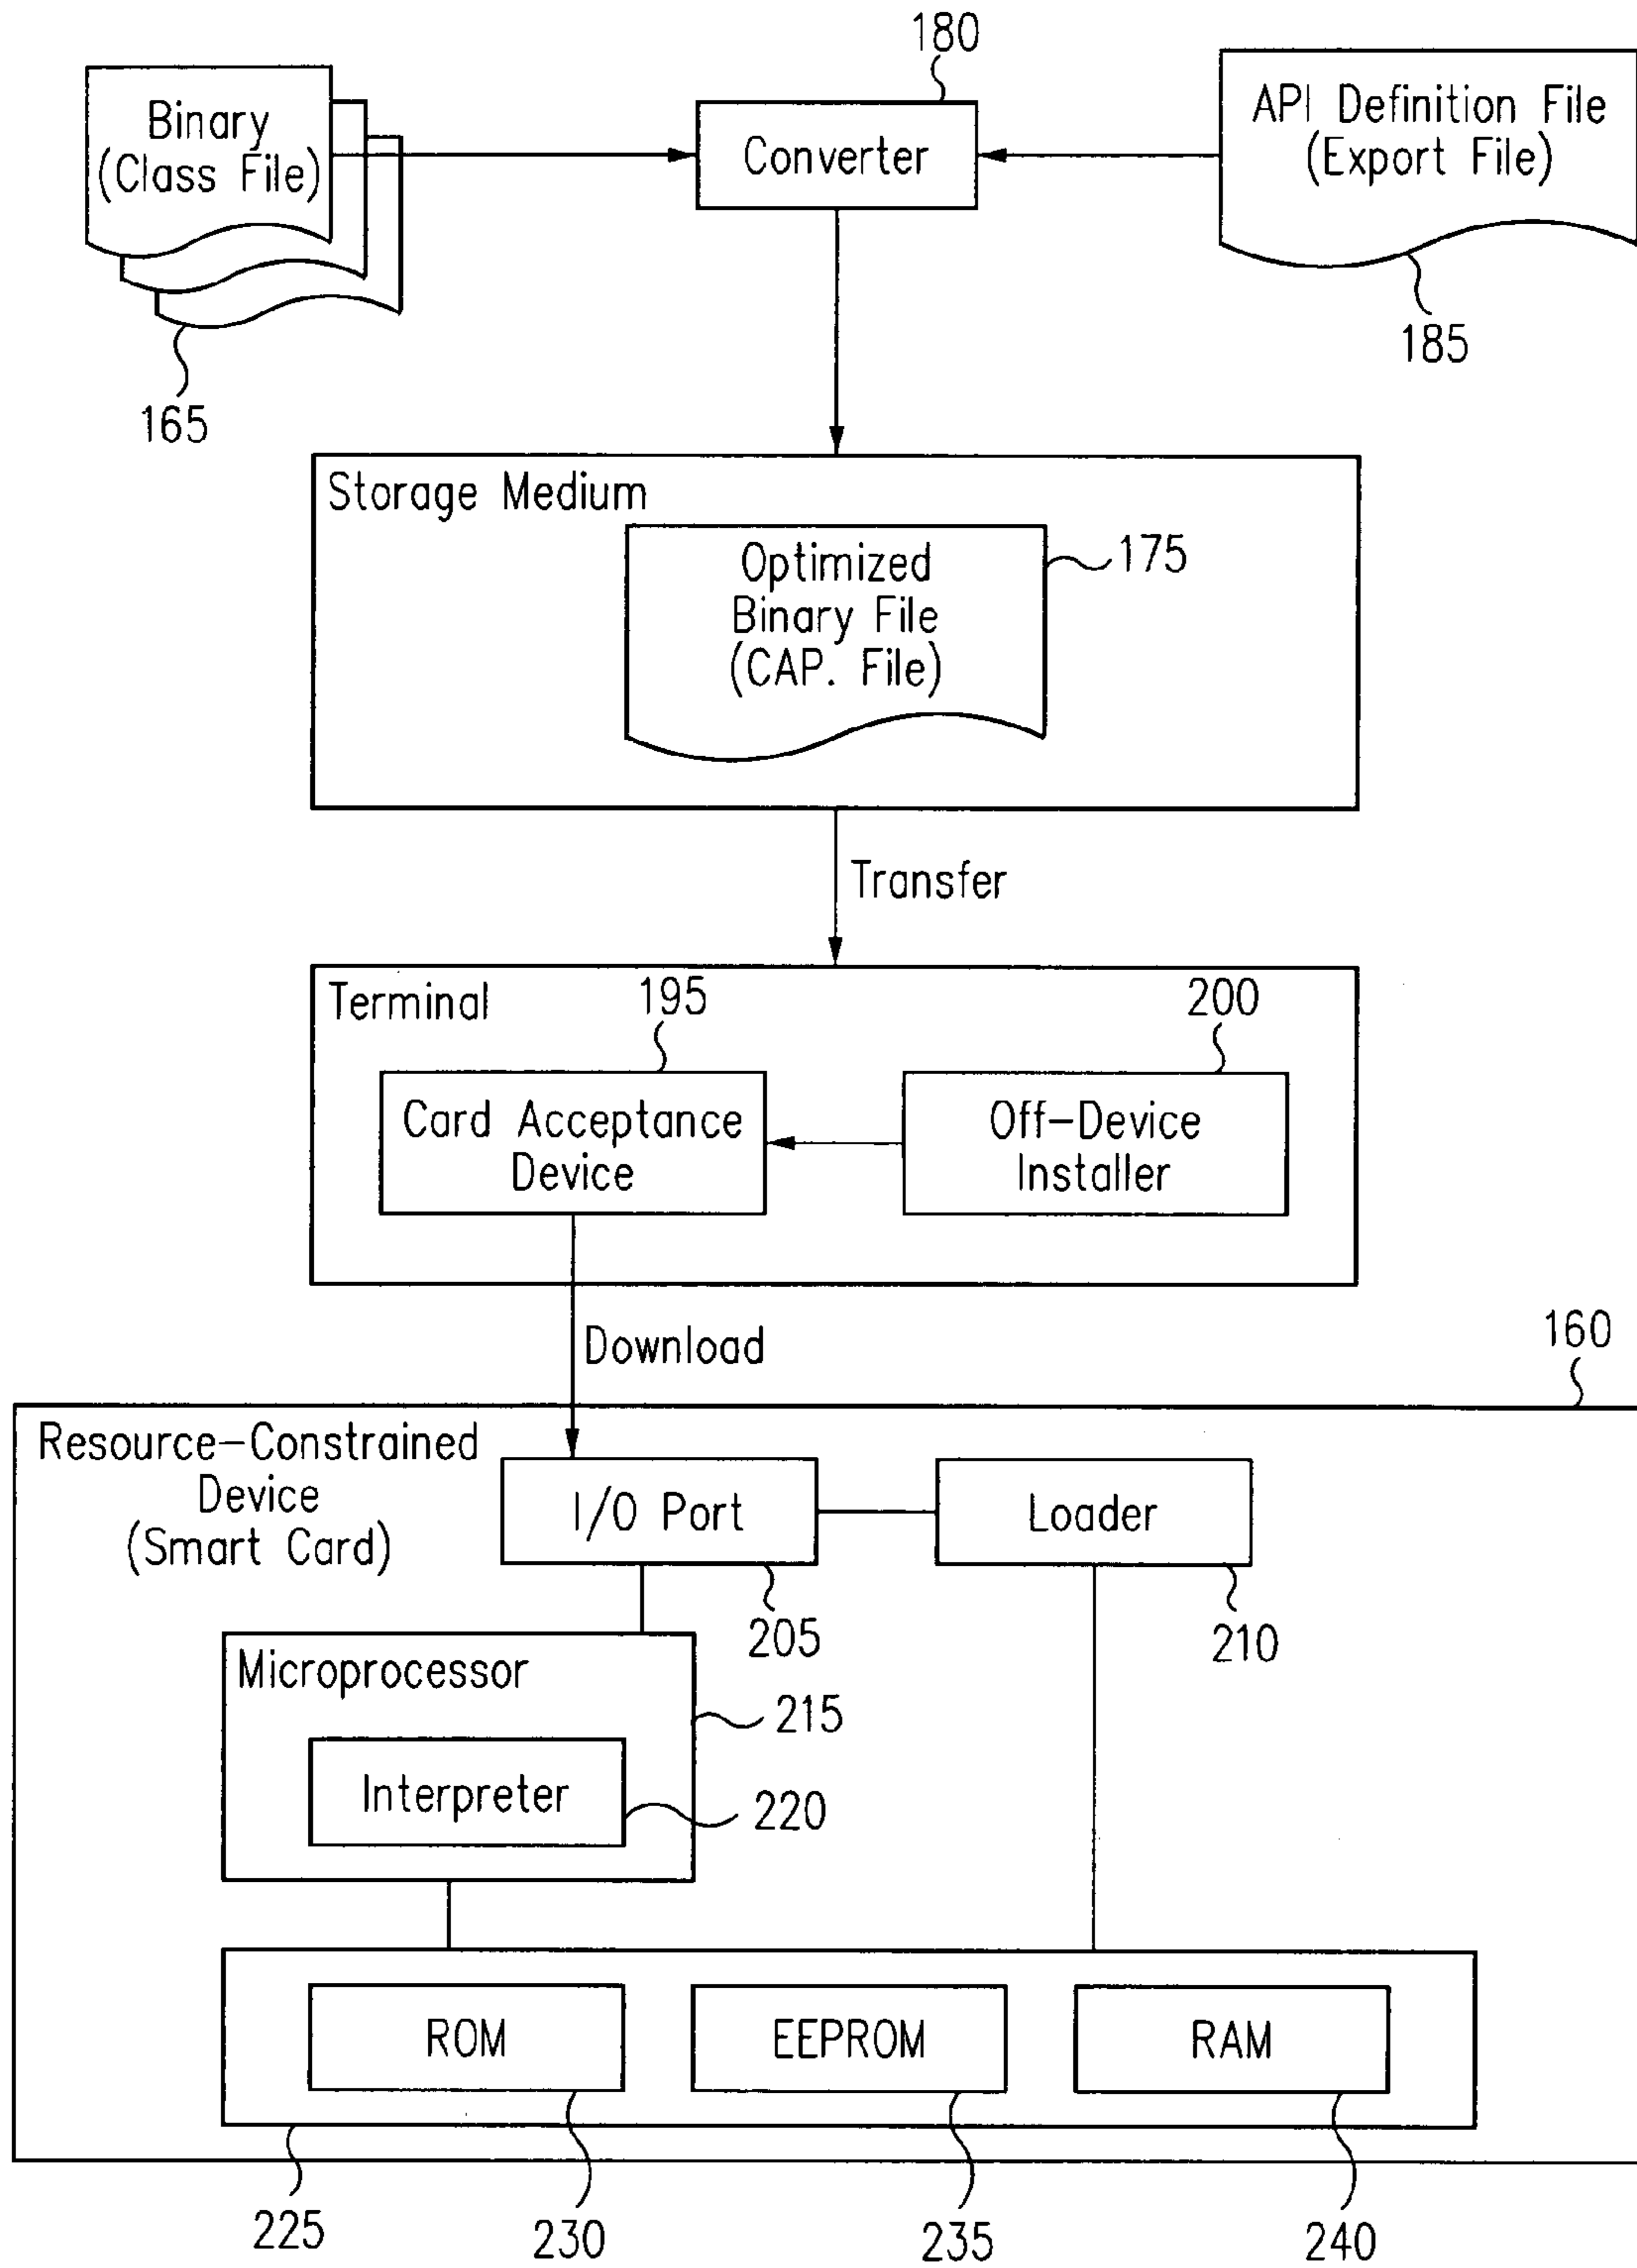 180
Binary
(Class File)
Converter
API Definition File
(Export File)
185
165
Storage Medium
Optimized
Binary File
(CAP. File)
175
Transfer
Terminal
195
200
Card Acceptance
Device
Off-Device
Installer
Download
160
Resource-Constrained
Device
(Smart Card)
I/O Port
Loader
205
210
Microprocessor
215
Interpreter
220
ROM
EEPROM
RAM
225
230
235
240